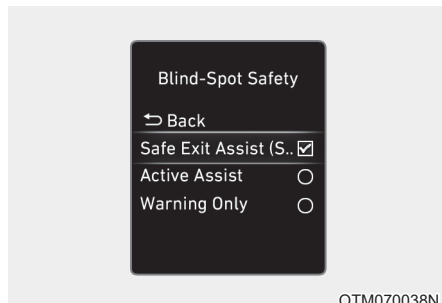 Blind-Spot Safety
Back
Safe Exit Assist (S..
Active Assist
Warning Only
OTM070038N